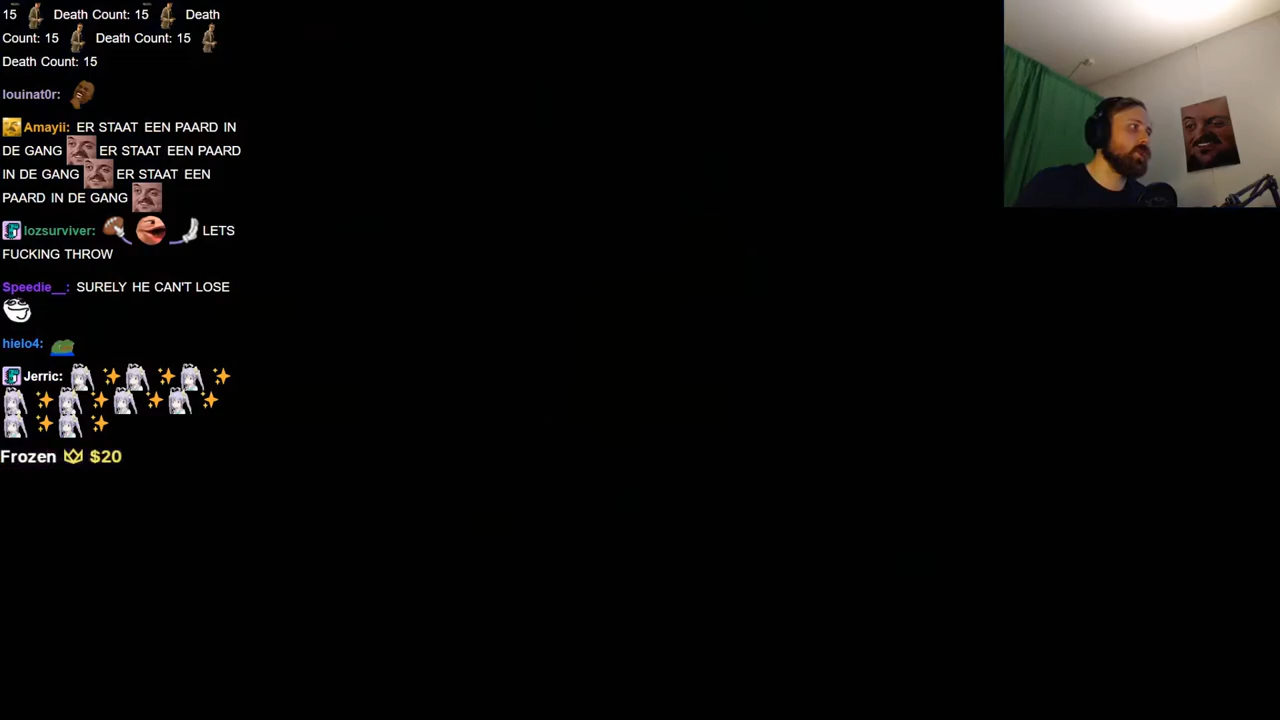 15 Death Count: 15 Death
Count: 15 Death Count: 15
Death Count: 15
louinat0r:
Amayii: ER STAAT EEN PAARD IN
DE GANG ER STAAT EEN PAARD
IN DE GANG ER STAAT EEN
PAARD IN DE GANG
lozsurviver: LETS
FUCKING THROW
Speedie__: SURELY HE CAN'T LOSE
hielo4:
Jerric:
Frozen $20